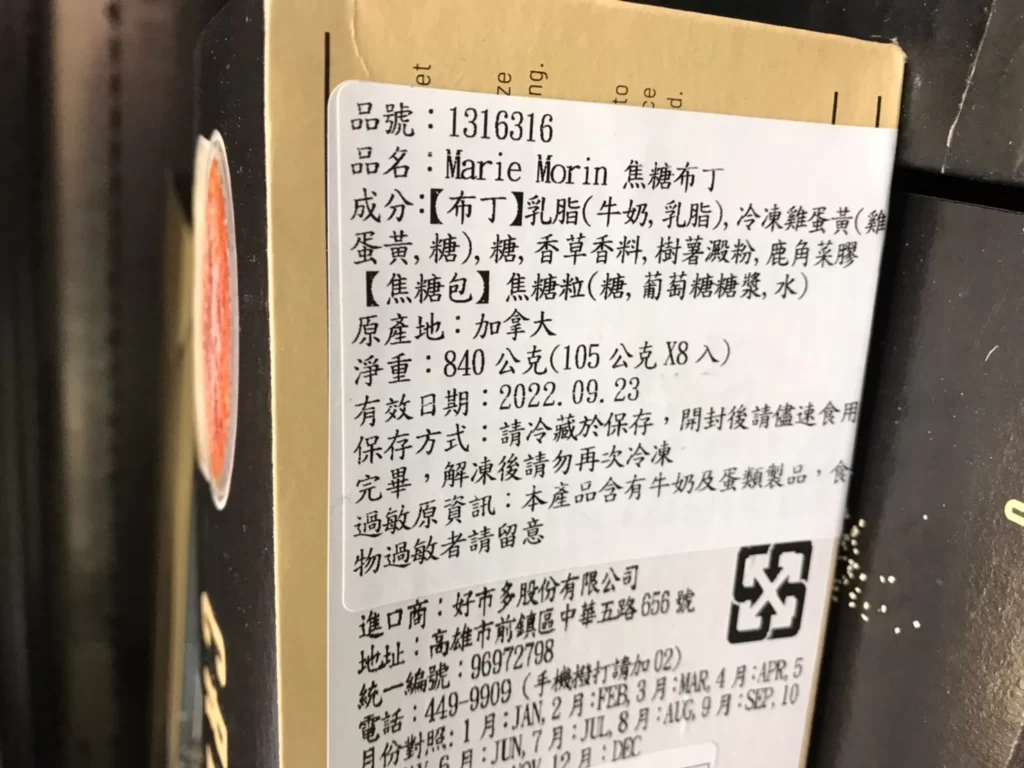 et
ze
ng.
to
ce
d.
品號：1316316
品名：Marie Morin 焦糖布丁
成分:【布丁】乳脂(牛奶,乳脂),冷凍雞蛋黃(雞
蛋黃,糖),糖,香草香料,樹薯澱粉,鹿角菜膠
【焦糖包】焦糖粒(糖,葡萄糖糖漿,水)
原產地：加拿大
淨重：840 公克(105 公克 X8 入)
有效日期：2022.09.23
保存方式：請冷藏於保存，開封後請儘速食用
完畢，解凍後請勿再次冷凍
過敏原資訊：本產品含有牛奶及蛋類製品，食
物過敏者請留意
進口商：好市多股份有限公司
地址：高雄市前鎮區中華五路 656 號
統一編號：96972798
電話：449-9909（手機撥打請加 02)
月份對照: 1 月:JAN, 2 月:FEB, 3 月:MAR, 4 月:APR, 5
6 月:JUN, 7 月:JUL, 8 月:AUG, 9 月:SEP, 10
12 月:DEC